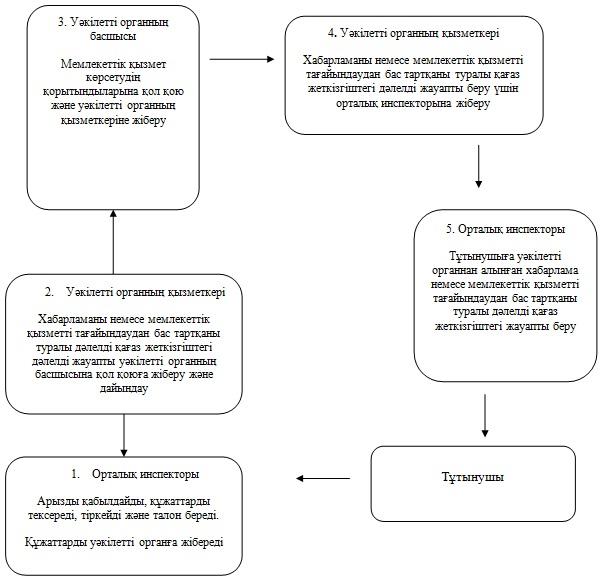 3. Уәкілетті органның
басшысы
Мемлекеттік қызмет
көрсетудің
қорытындыларына қол қою
және уәкілетті органның
қызметкеріне жіберу
4. Уәкілетті органның қызметкері
Хабарламаны немесе мемлекеттік қызметті
тағайындаудан бас тартқаны туралы қағаз
жеткізгіштегі дәлелді жауапты беру үшін
орталық инспекторына жіберу
5. Орталық инспекторы
Тұтынушыға уәкілетті
органнан алынған хабарлама
немесе мемлекеттік қызметті
тағайындаудан бас тартқаны
туралы дәлелді қағаз
жеткізгіштегі жауапты беру
2. Уәкілетті органның қызметкері
Хабарламаны немесе мемлекеттік
қызметті тағайындаудан бас тартқаны
туралы дәлелді қағаз жеткізгіштегі
дәлелді жауапты уәкілетті органның
басшысына қол қоюға жіберу және
дайындау
1. Орталық инспекторы
Арызды қабылдайды, құжаттарды
тексереді, тіркейді және талон береді.
Құжаттарды уәкілетті органға жібереді
Тұтынушы